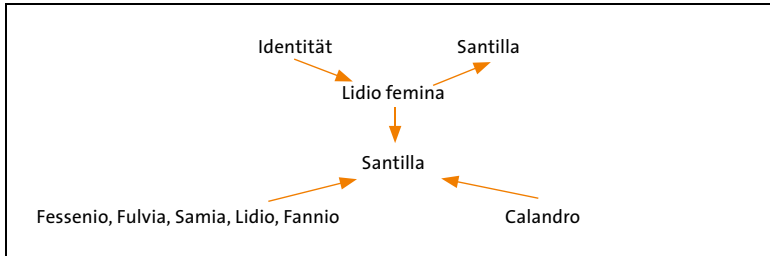 Identität Santilla
Lidio femina
Santilla
Fessenio, Fulvia, Samia, Lidio, Fannio Calandro